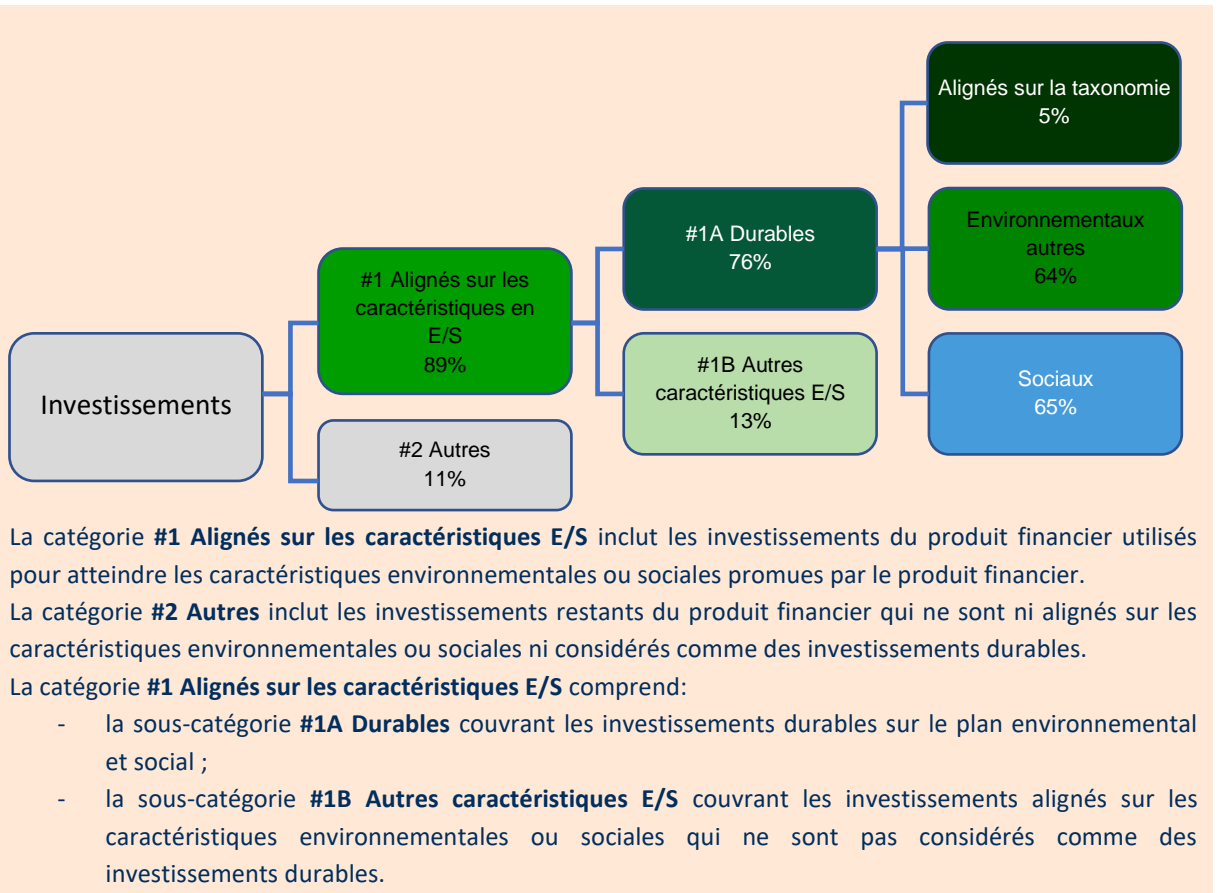 Alignés sur la taxonomie
5%
#1A Durables
76%
Environnementaux
autres
64%
#1 Alignés sur les
caractéristiques en
E/S
89%
Investissements
#1B Autres
caractéristiques E/S
13%
Sociaux
65%
#2 Autres
11%
La catégorie #1 Alignés sur les caractéristiques E/S inclut les investissements du produit financier utilisés
pour atteindre les caractéristiques environnementales ou sociales promues par le produit financier.
La catégorie #2 Autres inclut les investissements restants du produit financier qui ne sont ni alignés sur les
caractéristiques environnementales ou sociales ni considérés comme des investissements durables.
La catégorie #1 Alignés sur les caractéristiques E/S comprend:
- la sous-catégorie #1A Durables couvrant les investissements durables sur le plan environnemental
et social ;
- la sous-catégorie #1B Autres caractéristiques E/S couvrant les investissements alignés sur les
caractéristiques environnementales ou sociales qui ne sont pas considérés comme des
investissements durables.